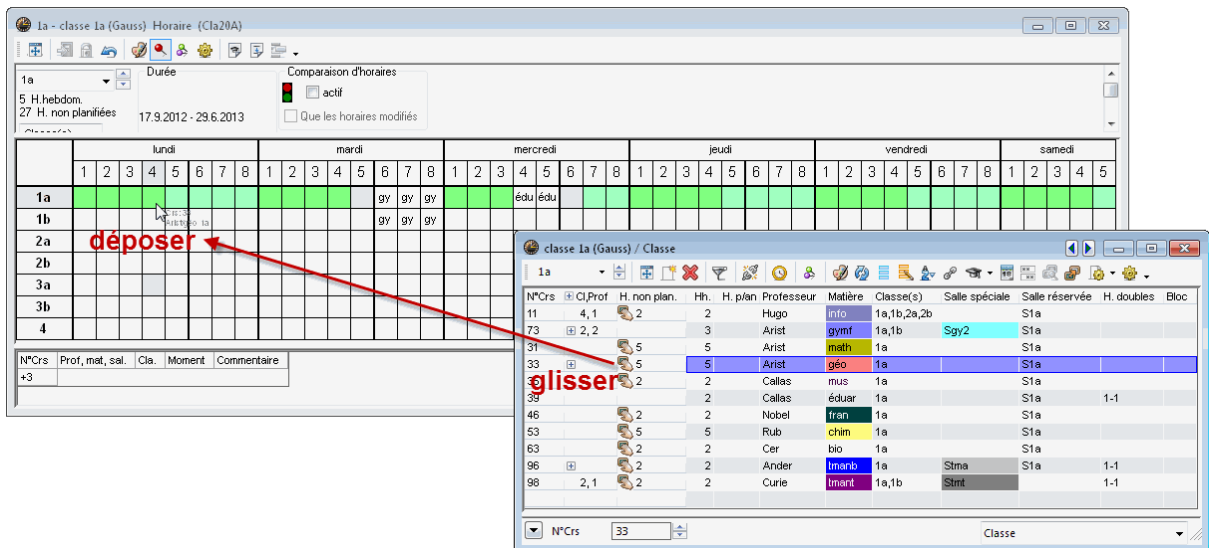 1a - classe 1a (Gauss) Horaire (Cla20A)
1a
Durée
Comparaison d'horaires
5 H.hebdom.
actif
27 H. non planifiées
17.9.2012 - 29.6.2013
Que les horaires modifiés
lundi mardi mercredi jeudi vendredi samedi
1 2 3 4 5 6 7 8 1 2 3 4 5 6 7 8 1 2 3 4 5 6 7 8 1 2 3 4 5 6 7 8 1 2 3 4 5 6 7 8 1 2 3 4 5
1a gy gy gy édu édu
1b gy gy gy
2a
2b
3a
3b
4
Crs:33
déposer
N°Crs Prof, mat, sal. Cla. Moment Commentaire
+3
classe 1a (Gauss) / Classe
1a
N°Crs Cl,Prof H. non plan. Hh. H. p/an Professeur Matière Classe(s) Salle spéciale Salle réservée H. doubles Bloc
11 4, 1 2 2 Hugo info 1a,1b,2a,2b S1a
73 2, 2 3 Arist gymf 1a,1b Sgy2 S1a
31 5 5 Arist math 1a S1a
33 5 5 Arist géo 1a S1a
35 2 2 Callas mus 1a S1a
glisser
39 2 Callas éduar 1a S1a 1-1
46 2 2 Nobel fran 1a S1a
53 5 5 Rub chim 1a S1a
63 2 2 Cer bio 1a S1a
96 2 2 Ander tmanb 1a Stma S1a 1-1
98 2, 1 2 2 Curie tmant 1a,1b Stmt 1-1
N°Crs 33 Classe